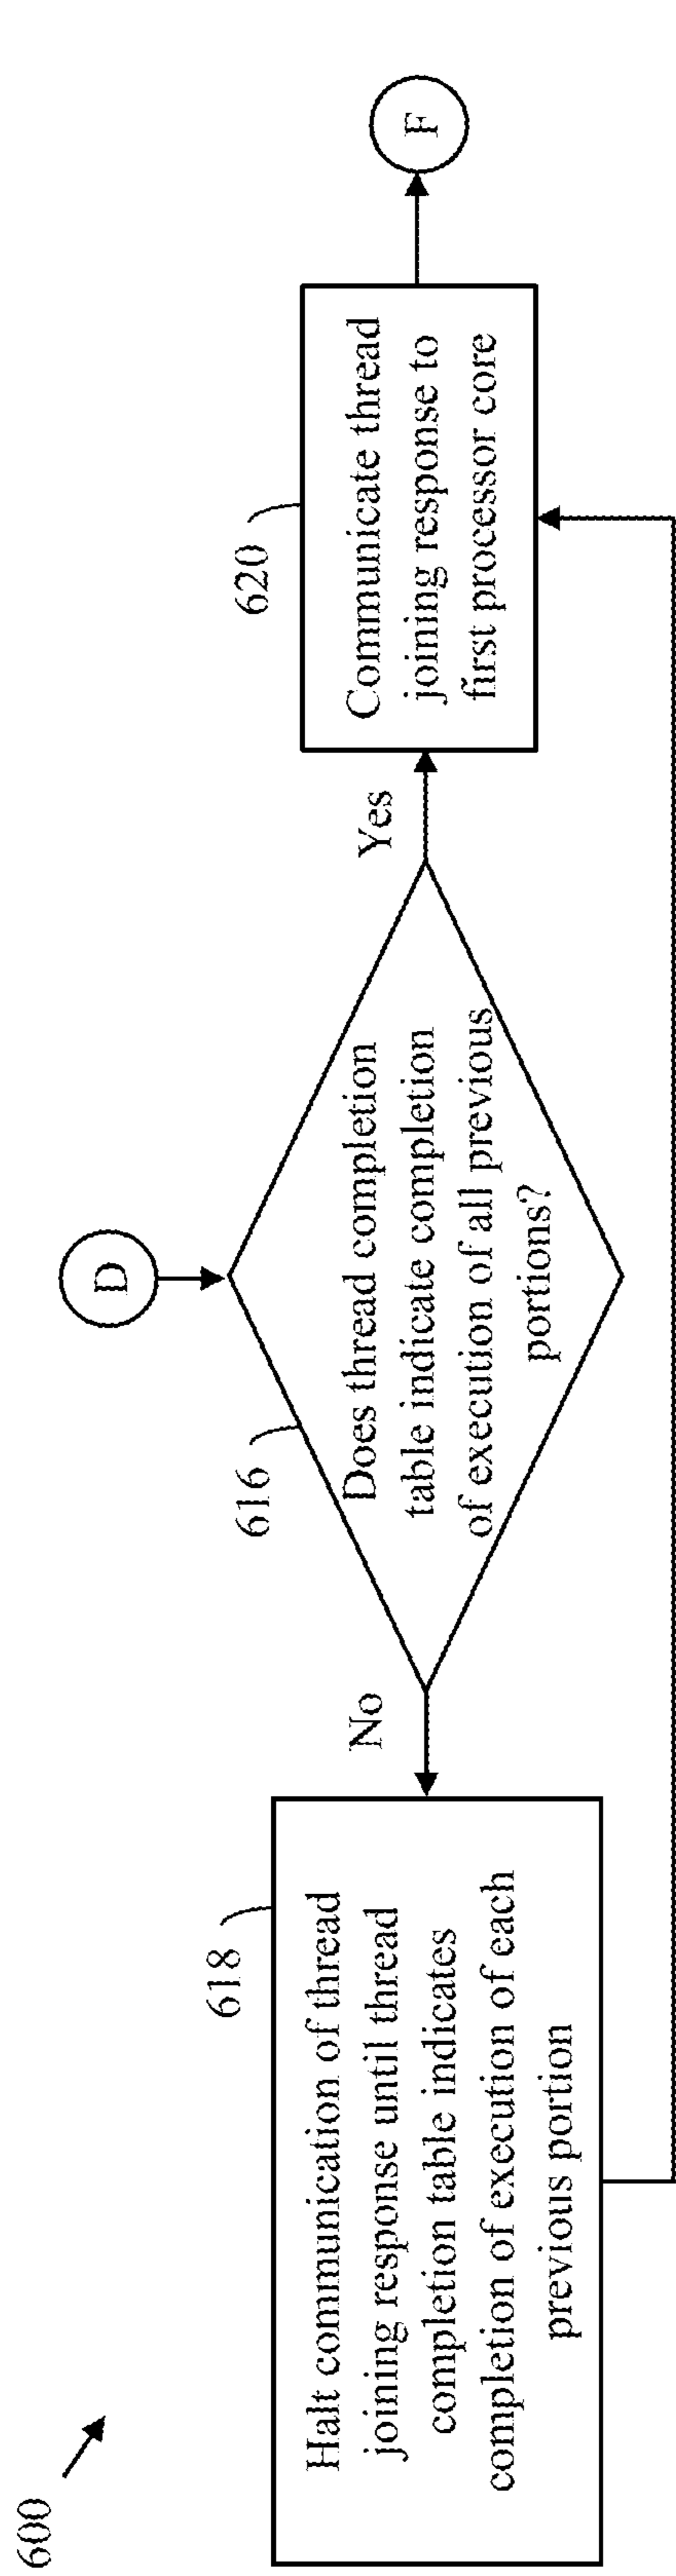 600
D
618
Halt communication of thread
joining response until thread
completion table indicates
completion of execution of each
previous portion
No
616
Does thread completion
table indicate completion
of execution of all previous
portions?
Yes
620
Communicate thread
joining response to
first processor core
F